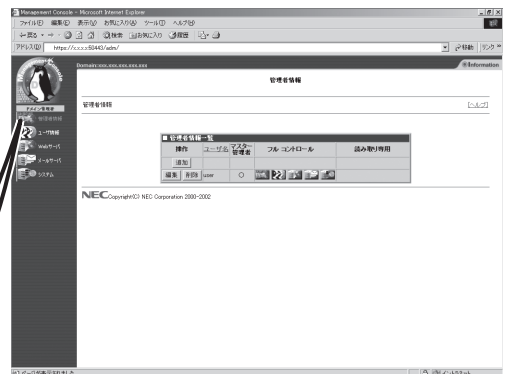 Management Console - Microsoft Internet Explorer
ファイル(F) 編集(E) 表示(V) お気に入り(A) ツール(T) ヘルプ(H)
戻る 検索 お気に入り 履歴
アドレス(D) https://x.x.x.x:50443/adm/ 移動 リンク »
Management Console
Domain:xxx.xxx.xxx.xxx
Information
管理者情報
ドメイン管理者
管理者情報
ユーザ情報
Webサーバ
メールサーバ
システム
管理者情報 [ヘルプ]
■ 管理者情報一覧
操作 ユーザ名 マスター管理者 フル コントロール 読み取り専用
追加
編集 削除 user ○
NEC Copyright(C) NEC Corporation 2000-2002
ページが表示されました
イントラネット